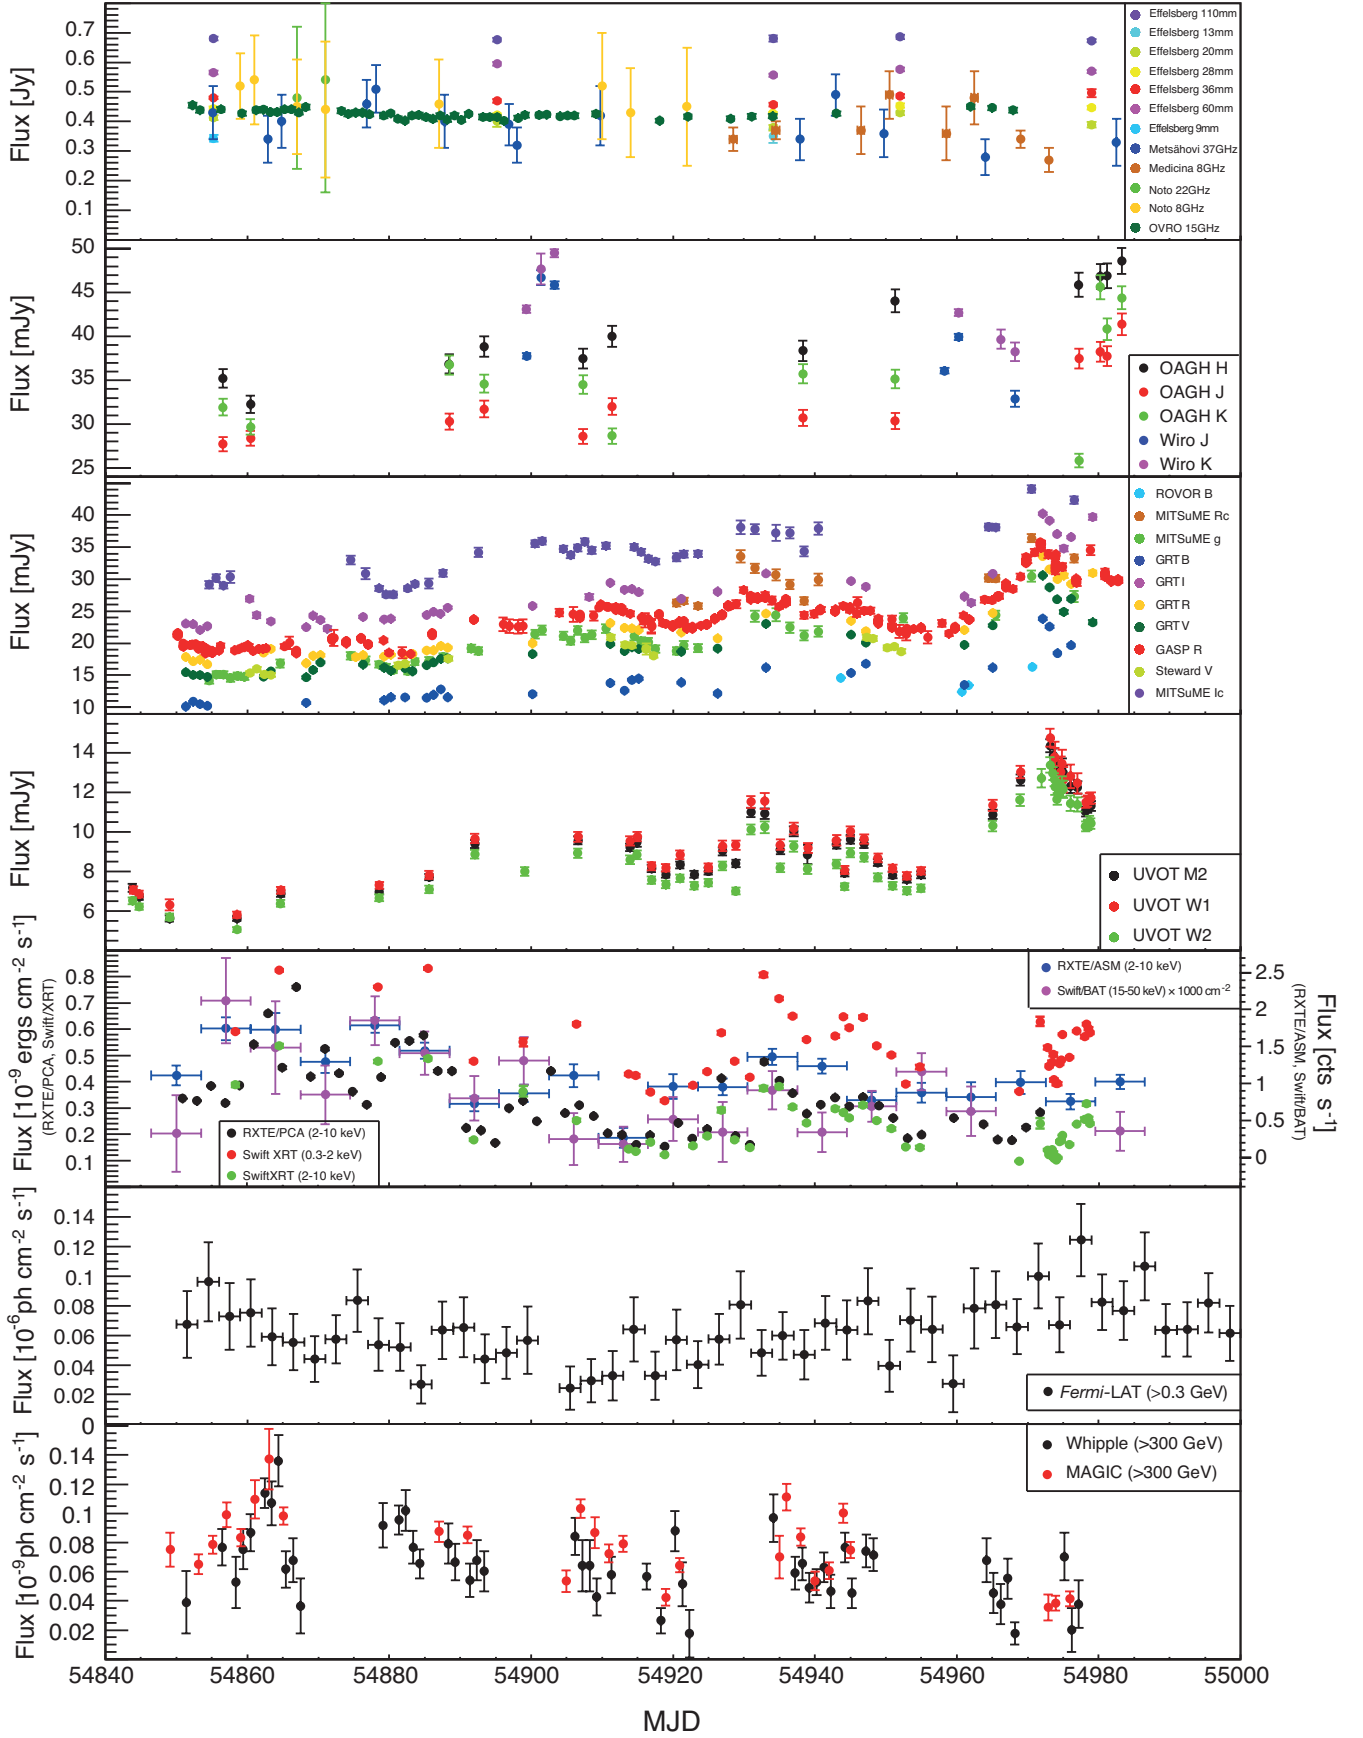 0.7
0.6
0.5
0.4
0.3
0.2
0.1
Flux [Jy]
Effelsberg 110mm
Effelsberg 13mm
Effelsberg 20mm
Effelsberg 28mm
Effelsberg 36mm
Effelsberg 60mm
Effelsberg 9mm
Metsähovi 37GHz
Medicina 8GHz
Noto 22GHz
Noto 8GHz
OVRO 15GHz
50
45
40
35
30
25
Flux [mJy]
OAGH H
OAGH J
OAGH K
Wiro J
Wiro K
40
35
30
25
20
15
10
Flux [mJy]
ROVOR B
MITSuME Rc
MITSuME g
GRT B
GRT I
GRT R
GRT V
GASP R
Steward V
MITSuME Ic
14
12
10
8
6
Flux [mJy]
UVOT M2
UVOT W1
UVOT W2
0.8
0.7
0.6
0.5
0.4
0.3
0.2
0.1
Flux [10⁻⁹ ergs cm⁻² s⁻¹]
(RXTE/PCA, Swift/XRT)
RXTE/ASM (2-10 keV)
Swift/BAT (15-50 keV) × 1000 cm⁻²
RXTE/PCA (2-10 keV)
Swift XRT (0.3-2 keV)
SwiftXRT (2-10 keV)
2.5
2
1.5
1
0.5
0
Flux [cts s⁻¹]
(RXTE/ASM, Swift/BAT)
0.14
0.12
0.1
0.08
0.06
0.04
0.02
0
Flux [10⁻⁶ ph cm⁻² s⁻¹]
Fermi-LAT (>0.3 GeV)
0.14
0.12
0.1
0.08
0.06
0.04
0.02
Flux [10⁻⁹ ph cm⁻² s⁻¹]
Whipple (>300 GeV)
MAGIC (>300 GeV)
54840 54860 54880 54900 54920 54940 54960 54980 55000
MJD